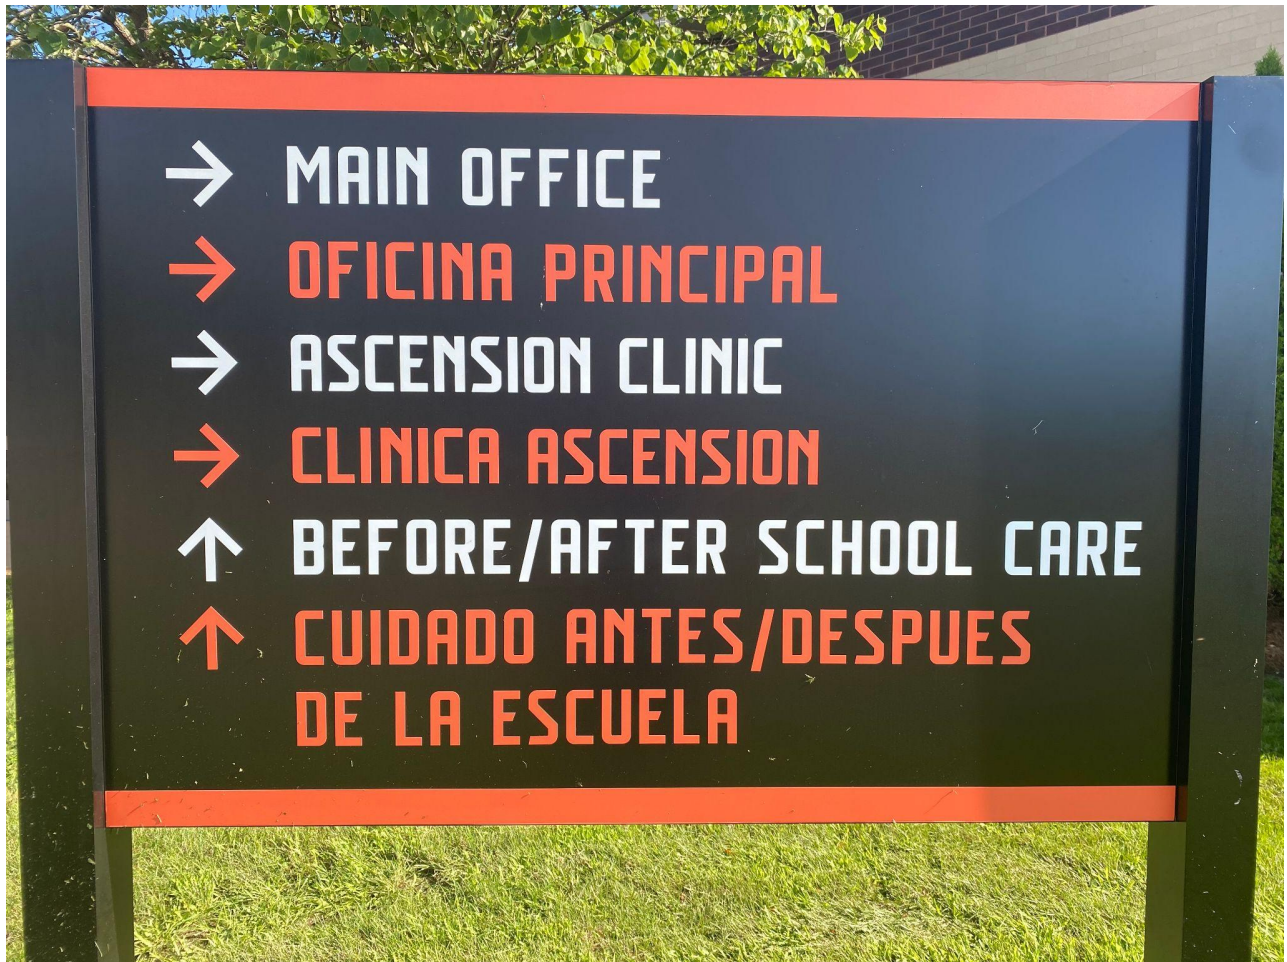 → MAIN OFFICE
→ OFICINA PRINCIPAL
→ ASCENSION CLINIC
→ CLINICA ASCENSION
↑ BEFORE/AFTER SCHOOL CARE
↑ CUIDADO ANTES/DESPUES
DE LA ESCUELA